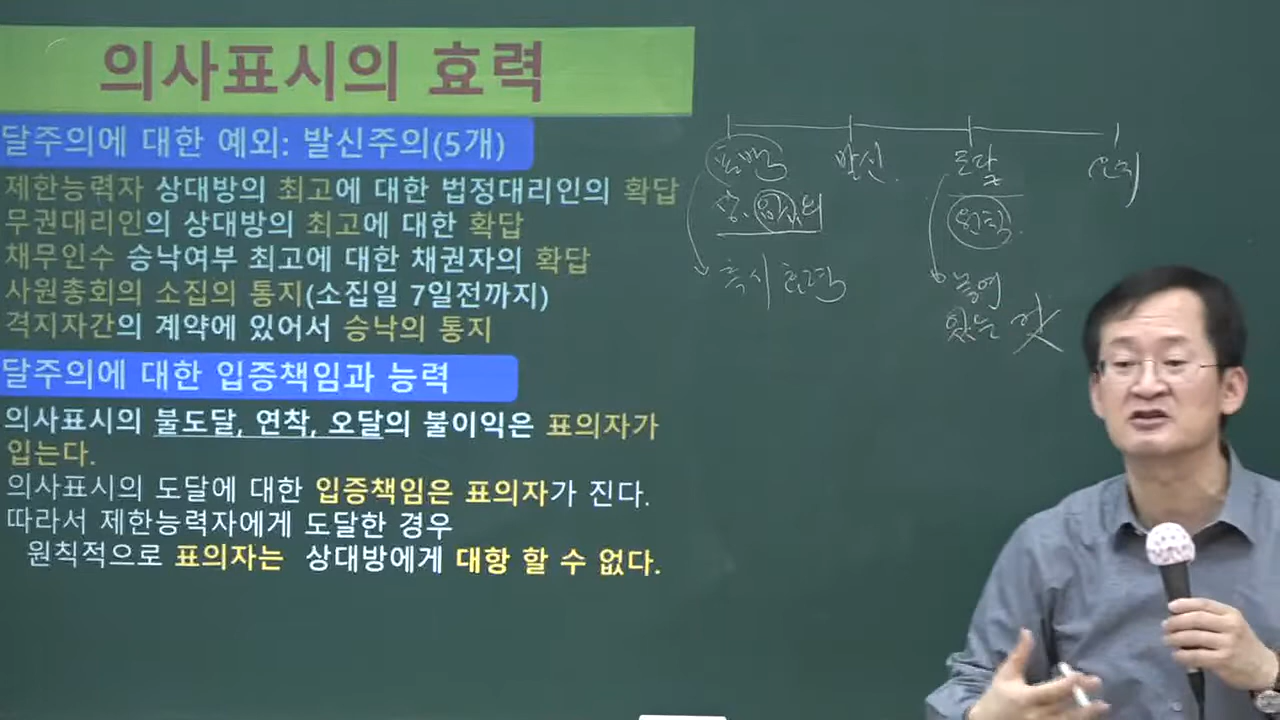 의사표시의 효력
달주의에 대한 예외: 발신주의(5개)
제한능력자 상대방의 최고에 대한 법정대리인의 확답
무권대리인의 상대방의 최고에 대한 확답
채무인수 승낙여부 최고에 대한 채권자의 확답
사원총회의 소집의 통지(소집일 7일전까지)
격지자간의 계약에 있어서 승낙의 통지
달주의에 대한 입증책임과 능력
의사표시의 불도달, 연착, 오달의 불이익은 표의자가
입는다.
의사표시의 도달에 대한 입증책임은 표의자가 진다.
따라서 제한능력자에게 도달한 경우
원칙적으로 표의자는 상대방에게 대항 할 수 없다.
표백 발신 도달 요지
원칙
즉시 효력
놓여
있는 것